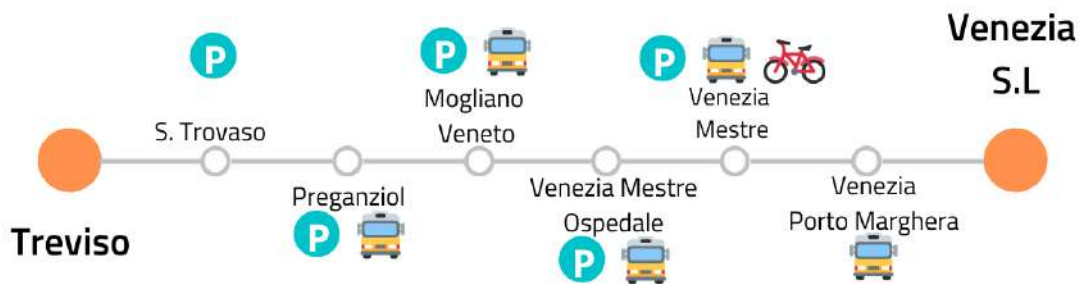 Treviso
P
S. Trovaso
Preganziol
P
P
Mogliano
Veneto
Venezia Mestre
Ospedale
P
P
Venezia
Mestre
Venezia
Porto Marghera
Venezia
S.L